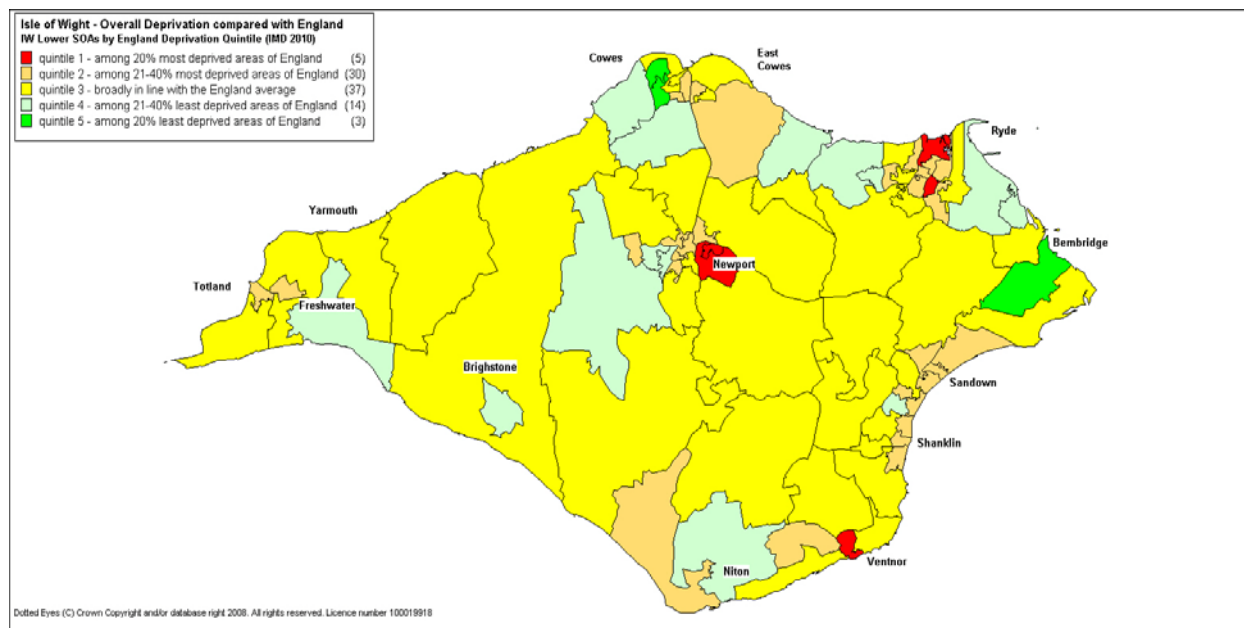 Isle of Wight - Overall Deprivation compared with England
IW Lower SOAs by England Deprivation Quintile (IMD 2010)
quintile 1 - among 20% most deprived areas of England (5)
quintile 2 - among 21-40% most deprived areas of England (30)
quintile 3 - broadly in line with the England average (37)
quintile 4 - among 21-40% least deprived areas of England (14)
quintile 5 - among 20% least deprived areas of England (3)
Cowes
East
Cowes
Ryde
Yarmouth
Bembridge
Newport
Totland
Freshwater
Brighstone
Sandown
Shanklin
Ventnor
Niton
Dotted Eyes (C) Crown Copyright and/or database right 2008. All rights reserved. Licence number 100019918